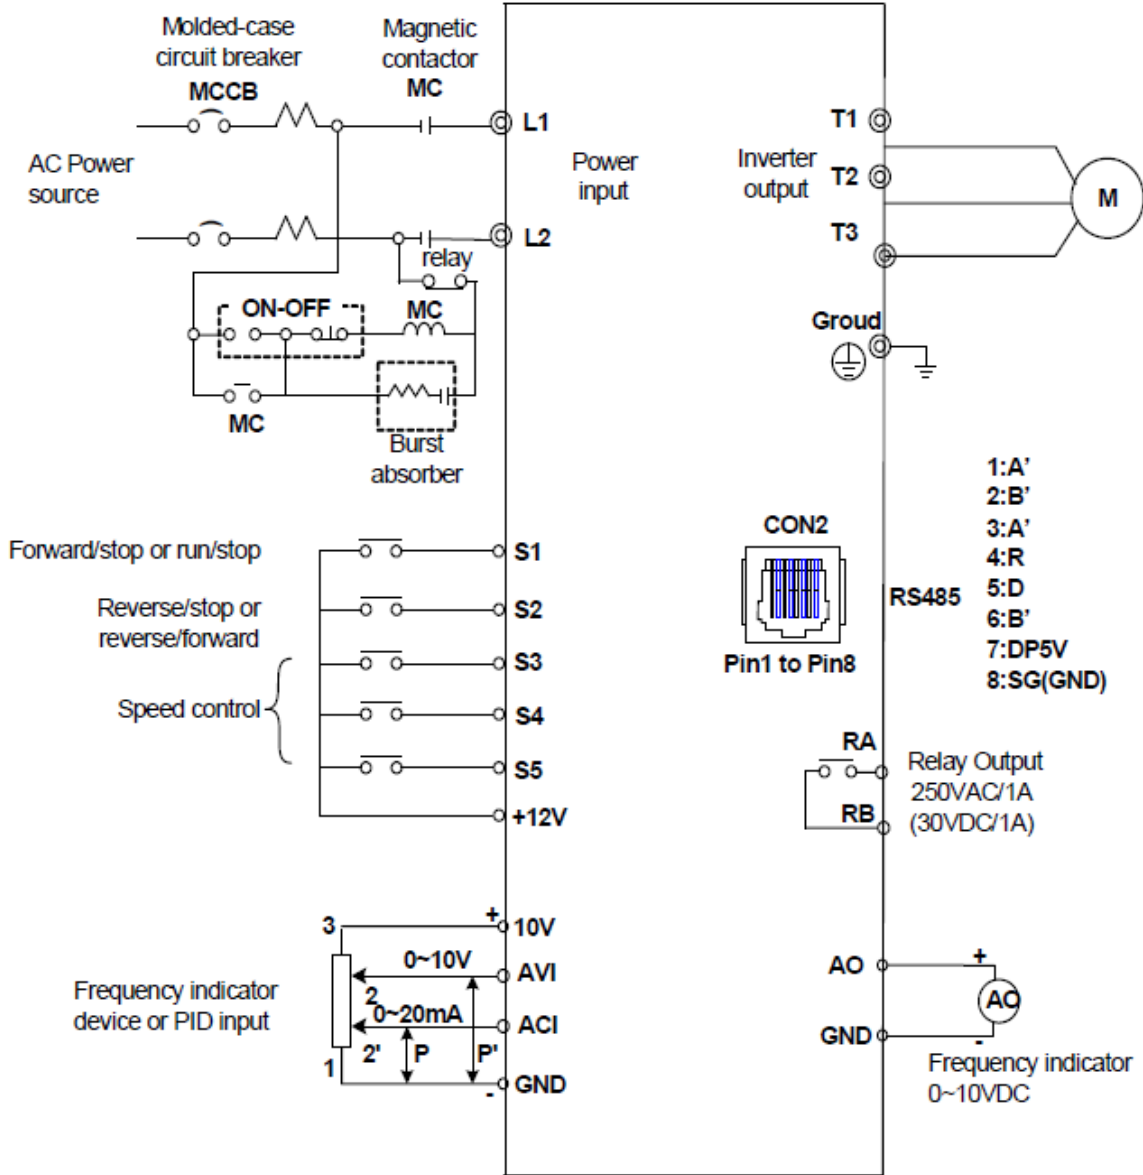 Molded-case
circuit breaker
MCCB
Magnetic
contactor
MC
L1
AC Power
source
Power
input
L2
relay
ON-OFF
MC
MC
Burst
absorber
T1
Inverter
output
T2
T3
M
Groud
Forward/stop or run/stop
S1
Reverse/stop or
reverse/forward
S2
S3
Speed control
S4
S5
+12V
CON2
Pin1 to Pin8
RS485
1:A’
2:B’
3:A’
4:R
5:D
6:B’
7:DP5V
8:SG(GND)
RA
RB
Relay Output
250VAC/1A
(30VDC/1A)
3
+
10V
0~10V
AVI
2
Frequency indicator
device or PID input
0~20mA
ACI
2'
P
P'
1
-
GND
AO
+
AO
GND
-
Frequency indicator
0~10VDC